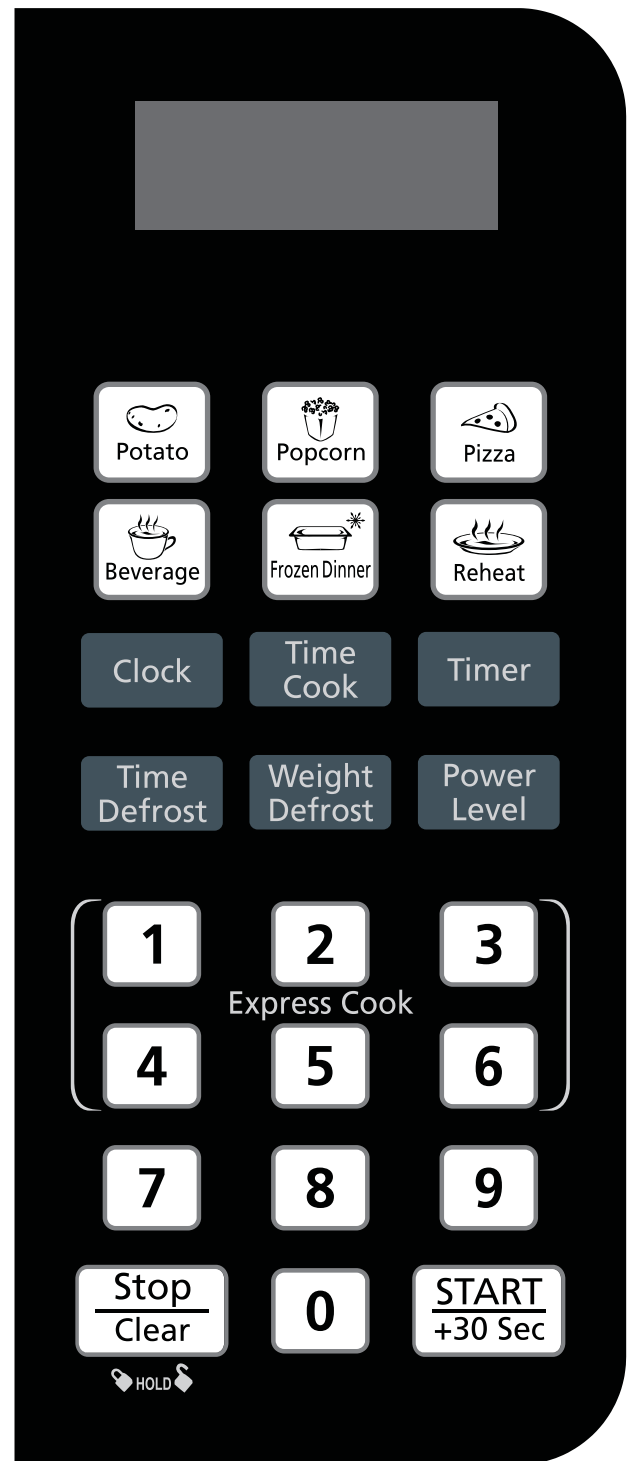 Potato
Popcorn
Pizza
Beverage
Frozen Dinner
Reheat
Clock
Time
Cook
Timer
Time
Defrost
Weight
Defrost
Power
Level
1
2
3
Express Cook
4
5
6
7
8
9
Stop
Clear
0
START
+30 Sec
HOLD